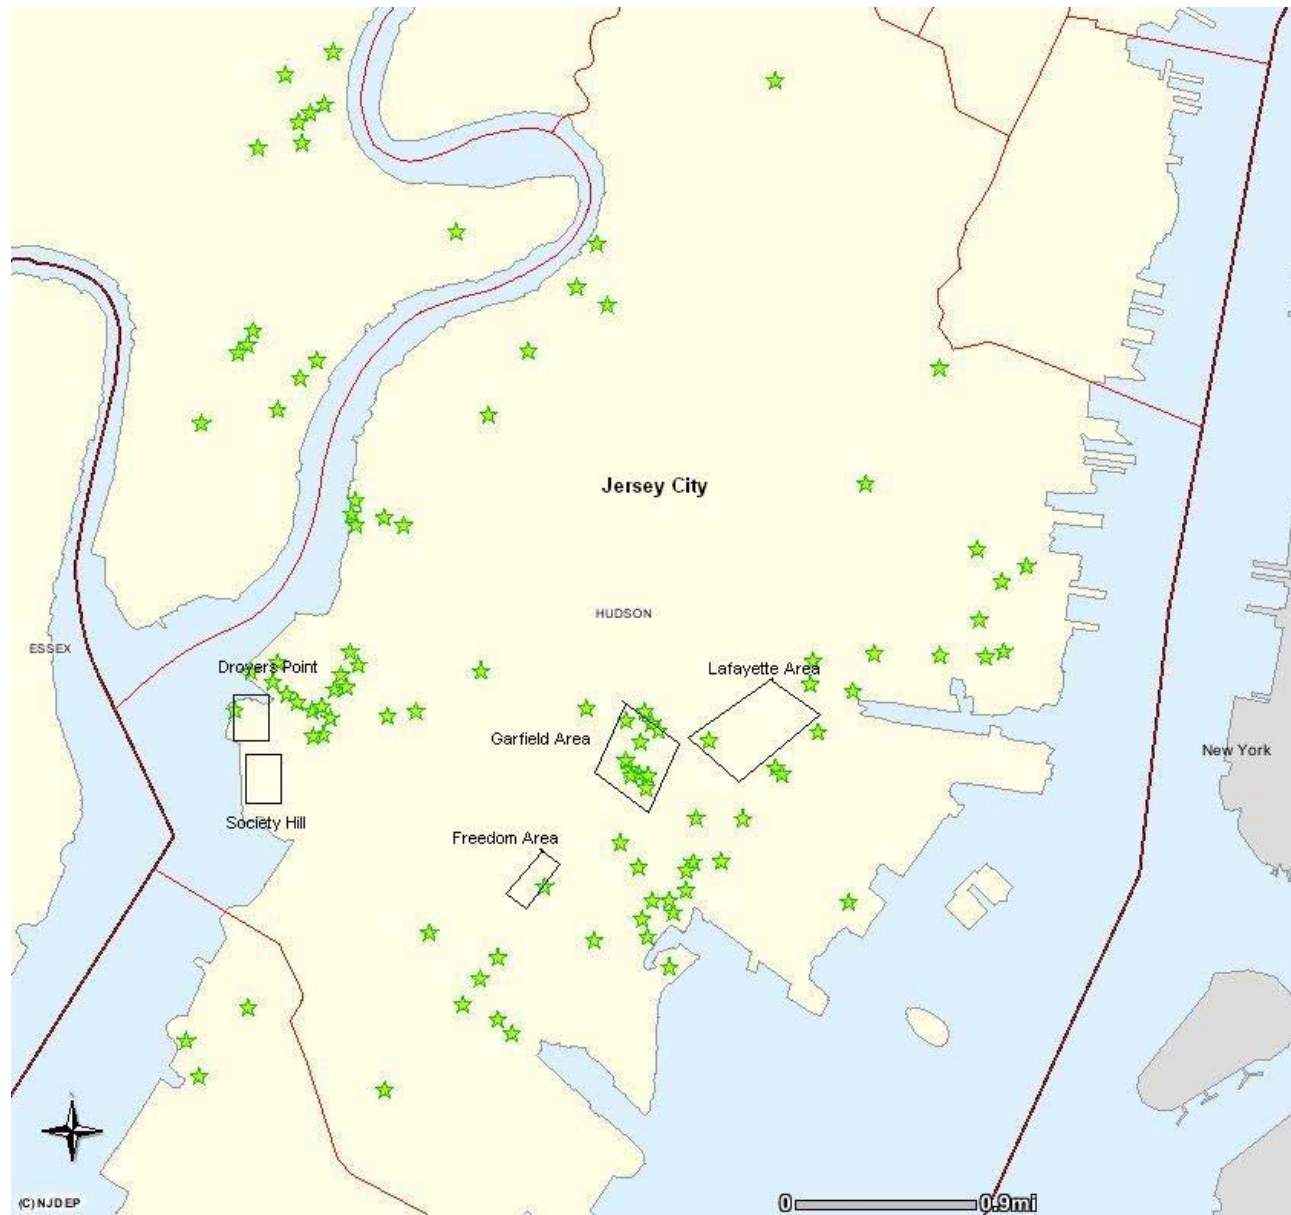 Jersey City
HUDSON
ESSEX
Droyers Point
Lafayette Area
Garfield Area
New York
Society Hill
Freedom Area
(C)NJDEP
0 0.9mi